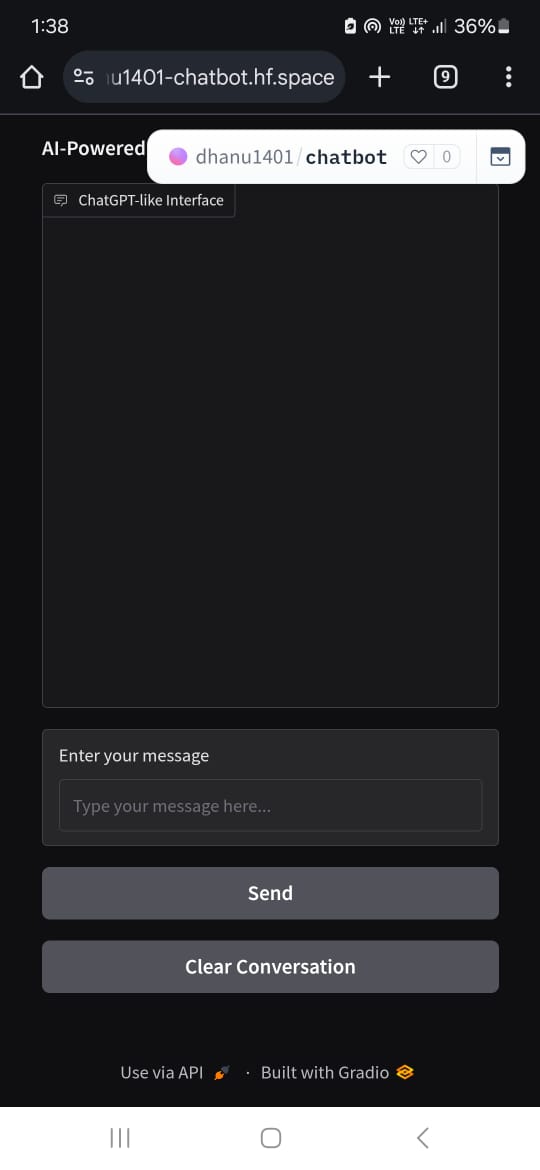 1:38
Vo)) LTE+
LTE
36%
u1401-chatbot.hf.space
9
AI-Powered
dhanu1401/chatbot
0
ChatGPT-like Interface
Enter your message
Type your message here...
Send
Clear Conversation
Use via API · Built with Gradio